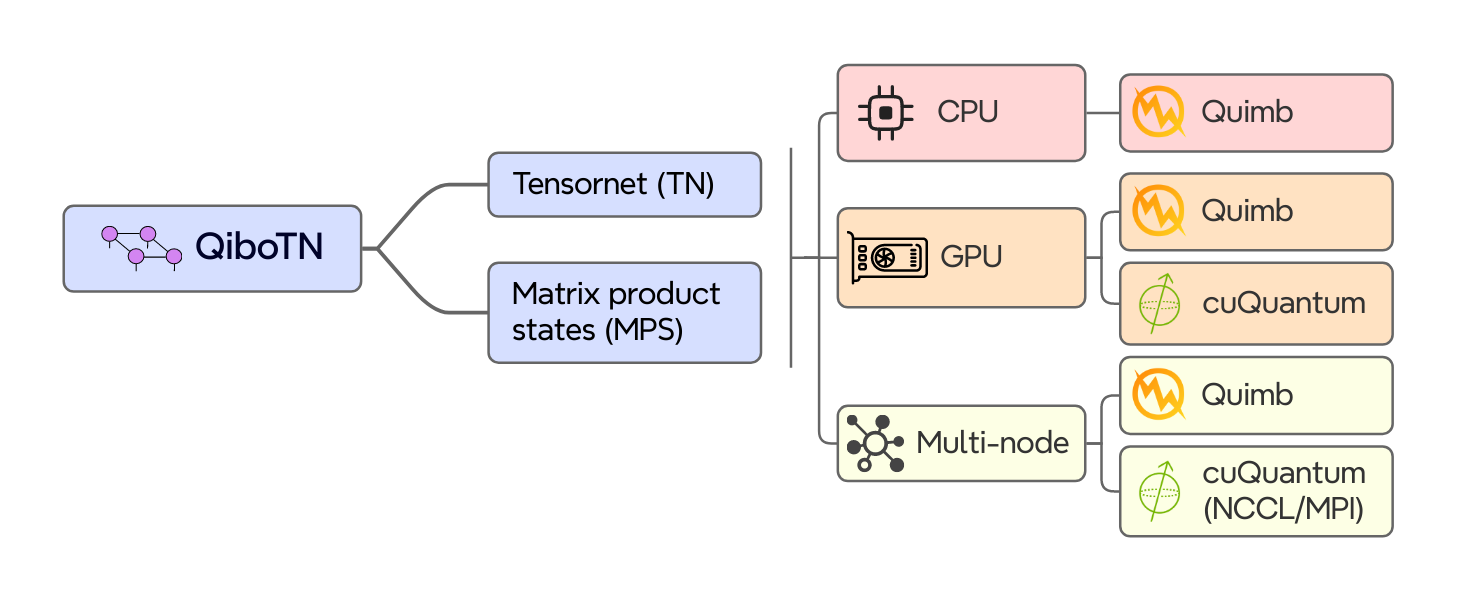 QiboTN
Tensornet (TN)
Matrix product
states (MPS)
CPU
Quimb
GPU
Quimb
cuQuantum
Multi-node
Quimb
cuQuantum
(NCCL/MPI)